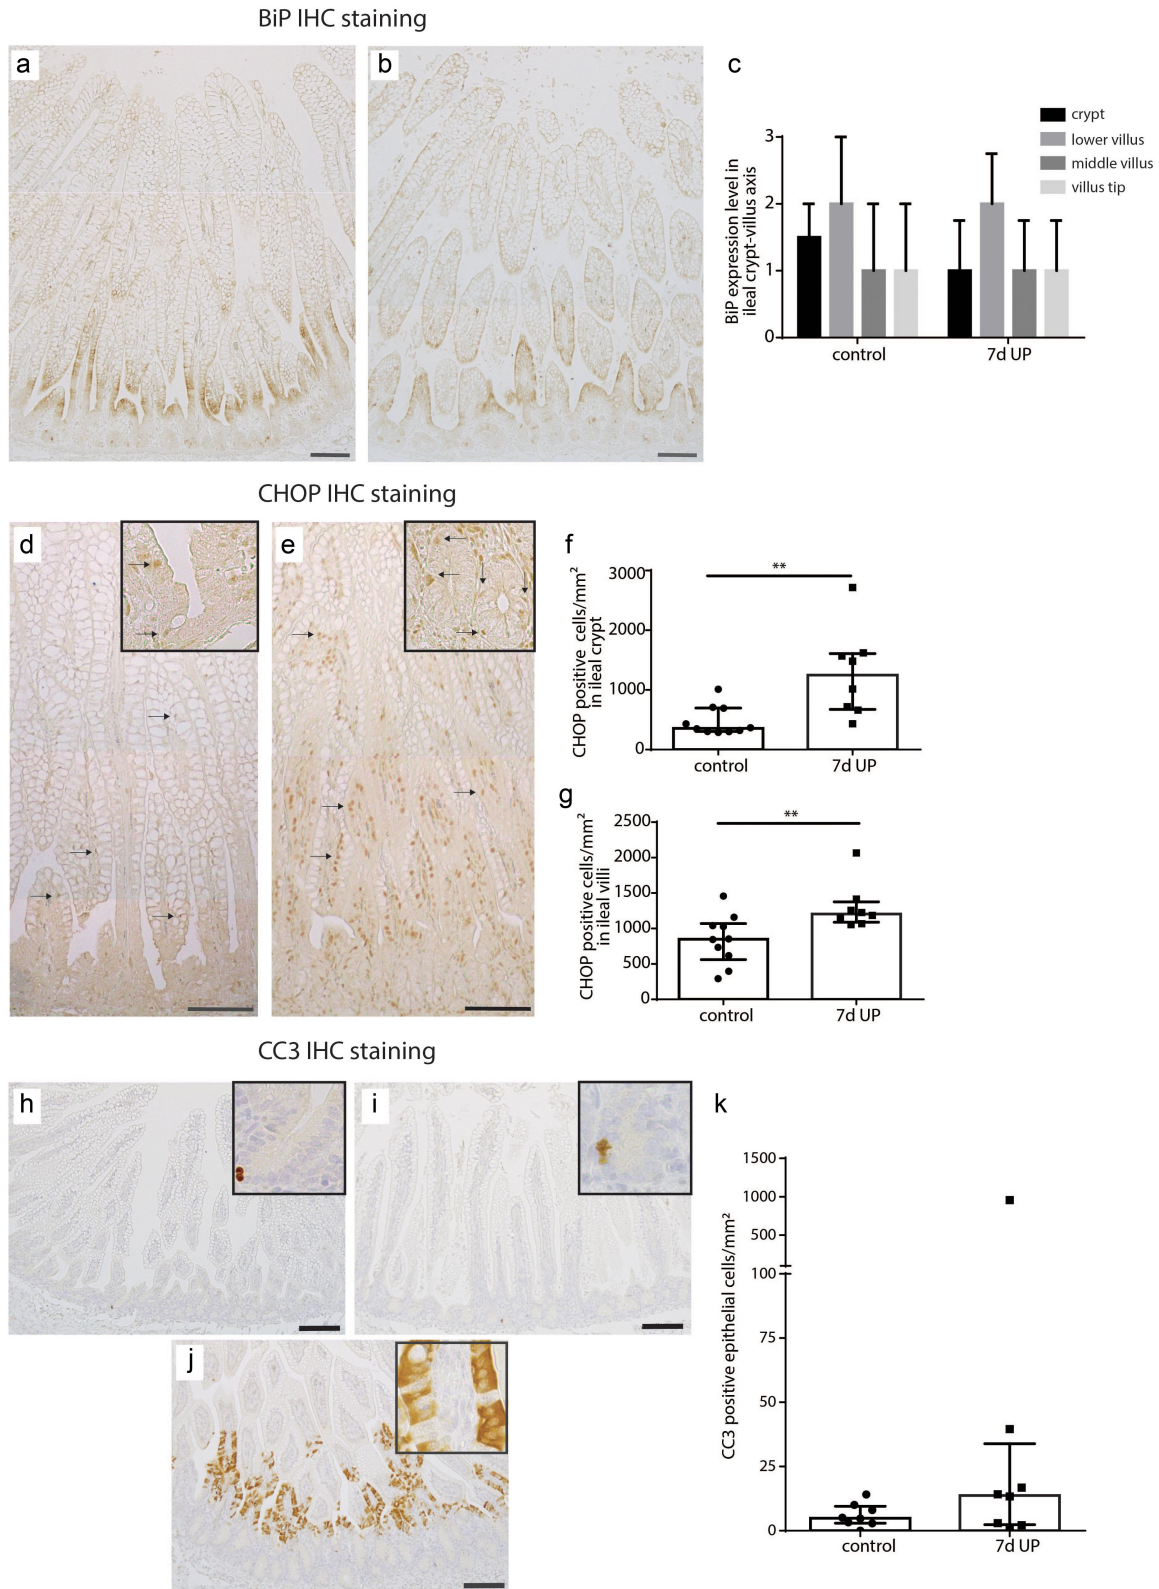 BiP IHC staining
a
b
c
crypt
lower villus
middle villus
villus tip
BiP expression level in
ileal crypt-villus axis
3
2
1
0
control
7d UP
CHOP IHC staining
d
e
f
CHOP positive cells/mm²
in ileal crypt
3000
2000
1000
0
**
control
7d UP
g
CHOP positive cells/mm²
in ileal villi
2500
2000
1500
1000
500
0
**
control
7d UP
CC3 IHC staining
h
i
j
k
CC3 positive epithelial cells/mm²
1500
1000
500
100
75
50
25
0
control
7d UP